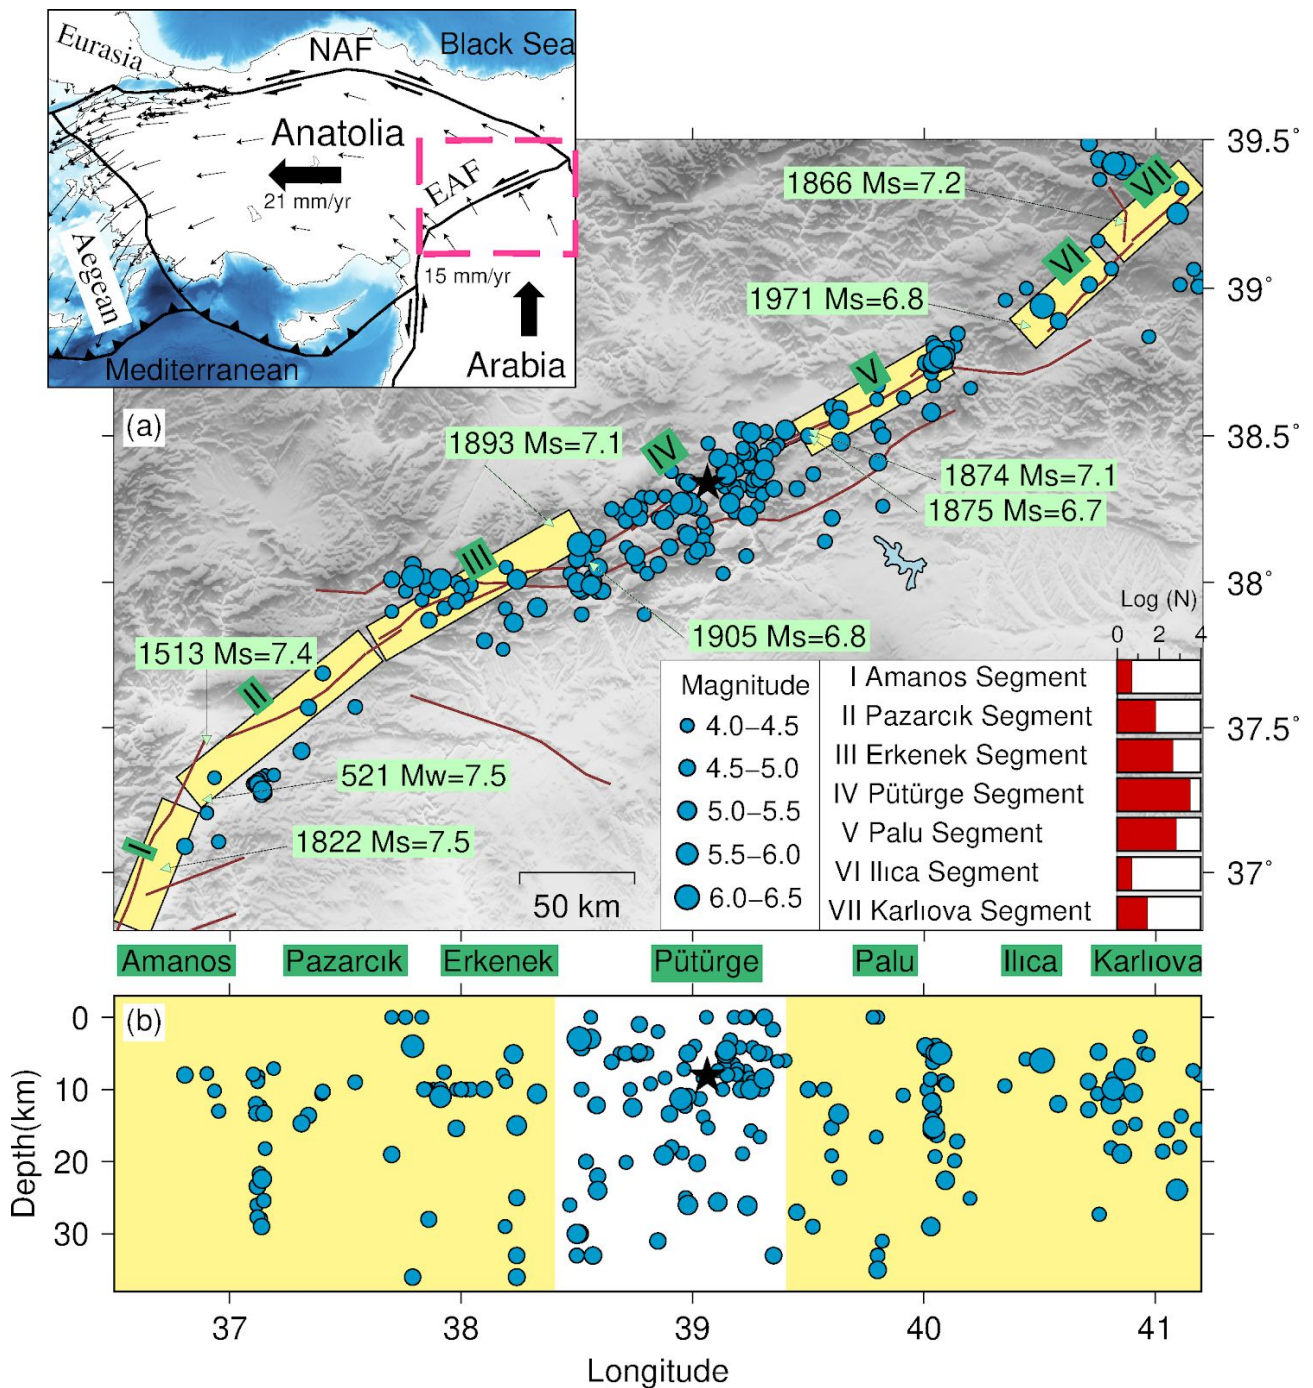 Eurasia
NAF
Black Sea
Anatolia
21 mm/yr
EAF
Aegean
15 mm/yr
Arabia
Mediterranean
(a)
39.5°
39°
38.5°
38°
37.5°
37°
1866 Ms=7.2
VII
VI
1971 Ms=6.8
V
1893 Ms=7.1
IV
1874 Ms=7.1
1875 Ms=6.7
III
1905 Ms=6.8
1513 Ms=7.4
II
521 Mw=7.5
1822 Ms=7.5
I
50 km
Magnitude
4.0–4.5
4.5–5.0
5.0–5.5
5.5–6.0
6.0–6.5
Log (N)
0 2 4
I Amanos Segment
II Pazarcık Segment
III Erkenek Segment
IV Pütürge Segment
V Palu Segment
VI Ilıca Segment
VII Karlıova Segment
Amanos Pazarcık Erkenek Pütürge Palu Ilıca Karlıova
(b)
0
10
20
30
Depth(km)
37 38 39 40 41
Longitude